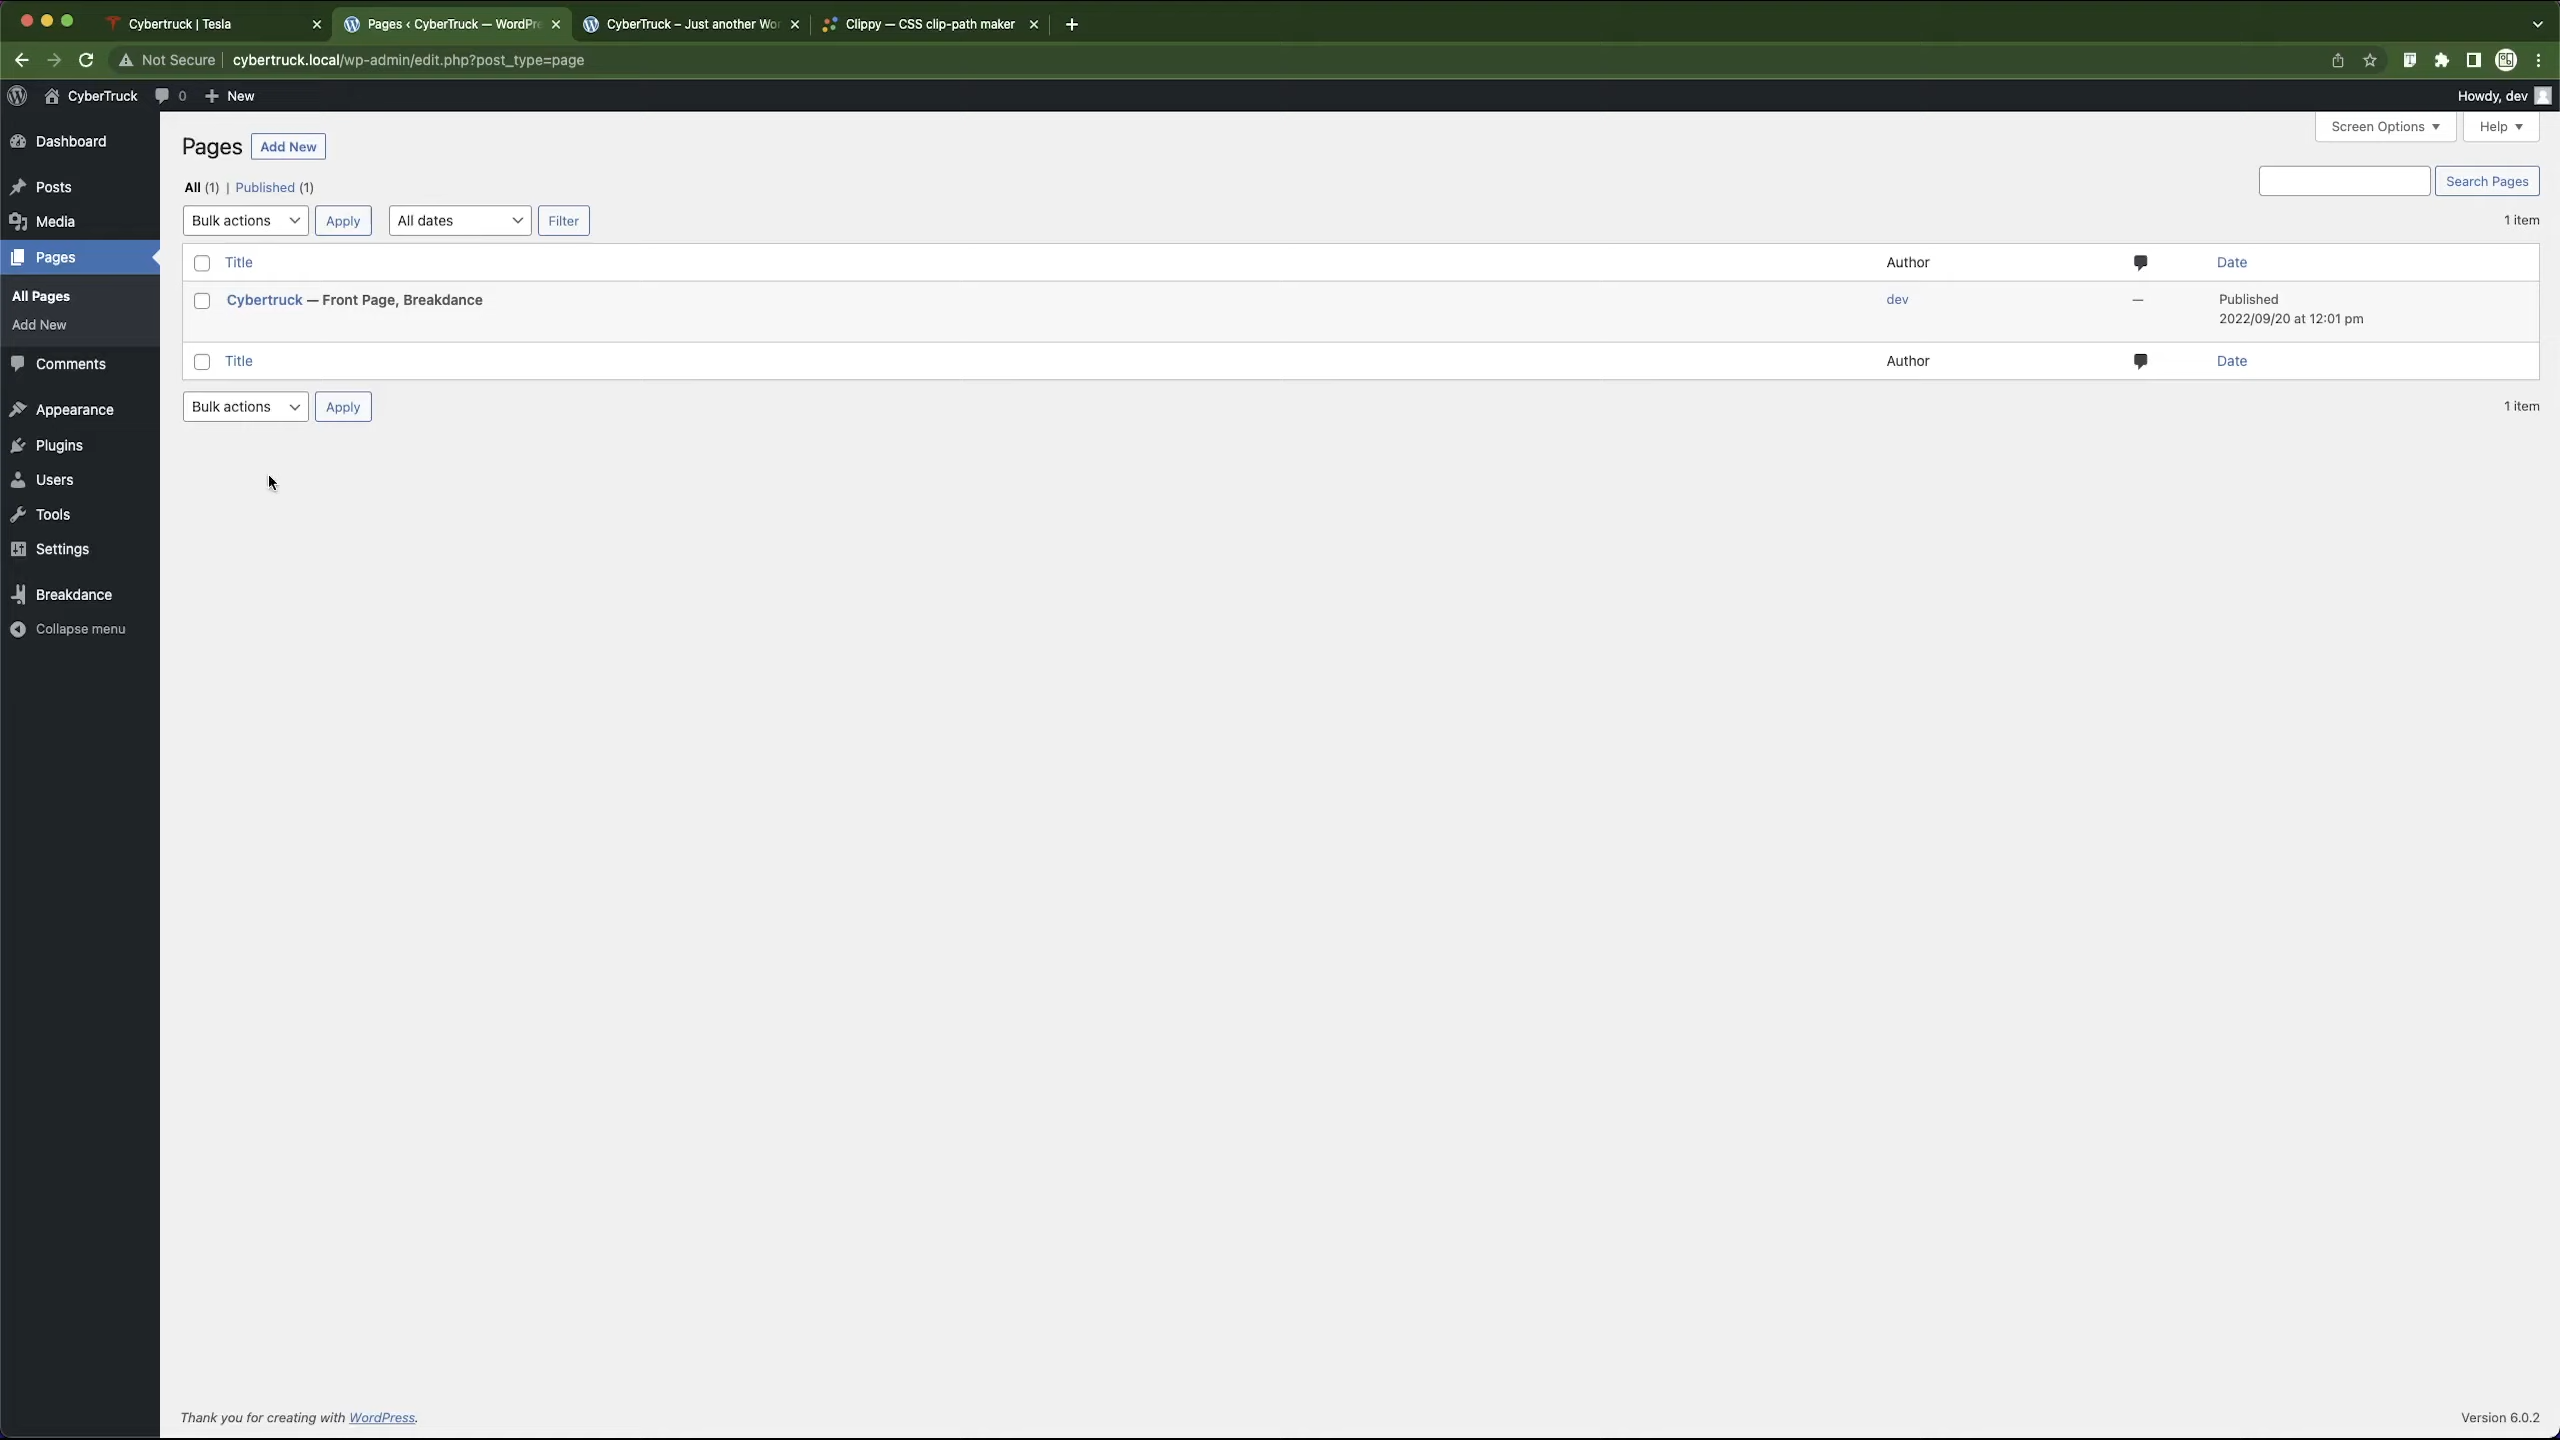 Cybertruck | Tesla
Pages ‹ CyberTruck — WordPre
CyberTruck – Just another Wor
Clippy — CSS clip-path maker
Not Secure
cybertruck.local/wp-admin/edit.php?post_type=page
CyberTruck
0
New
Howdy, dev
Dashboard
Posts
Media
Pages
All Pages
Add New
Comments
Appearance
Plugins
Users
Tools
Settings
Breakdance
Collapse menu
Pages
Add New
Screen Options
Help
All (1) | Published (1)
Search Pages
Bulk actions
Apply
All dates
Filter
1 item
Title
Author
Date
Cybertruck — Front Page, Breakdance
dev
—
Published
2022/09/20 at 12:01 pm
Title
Author
Date
Bulk actions
Apply
1 item
Thank you for creating with WordPress.
Version 6.0.2